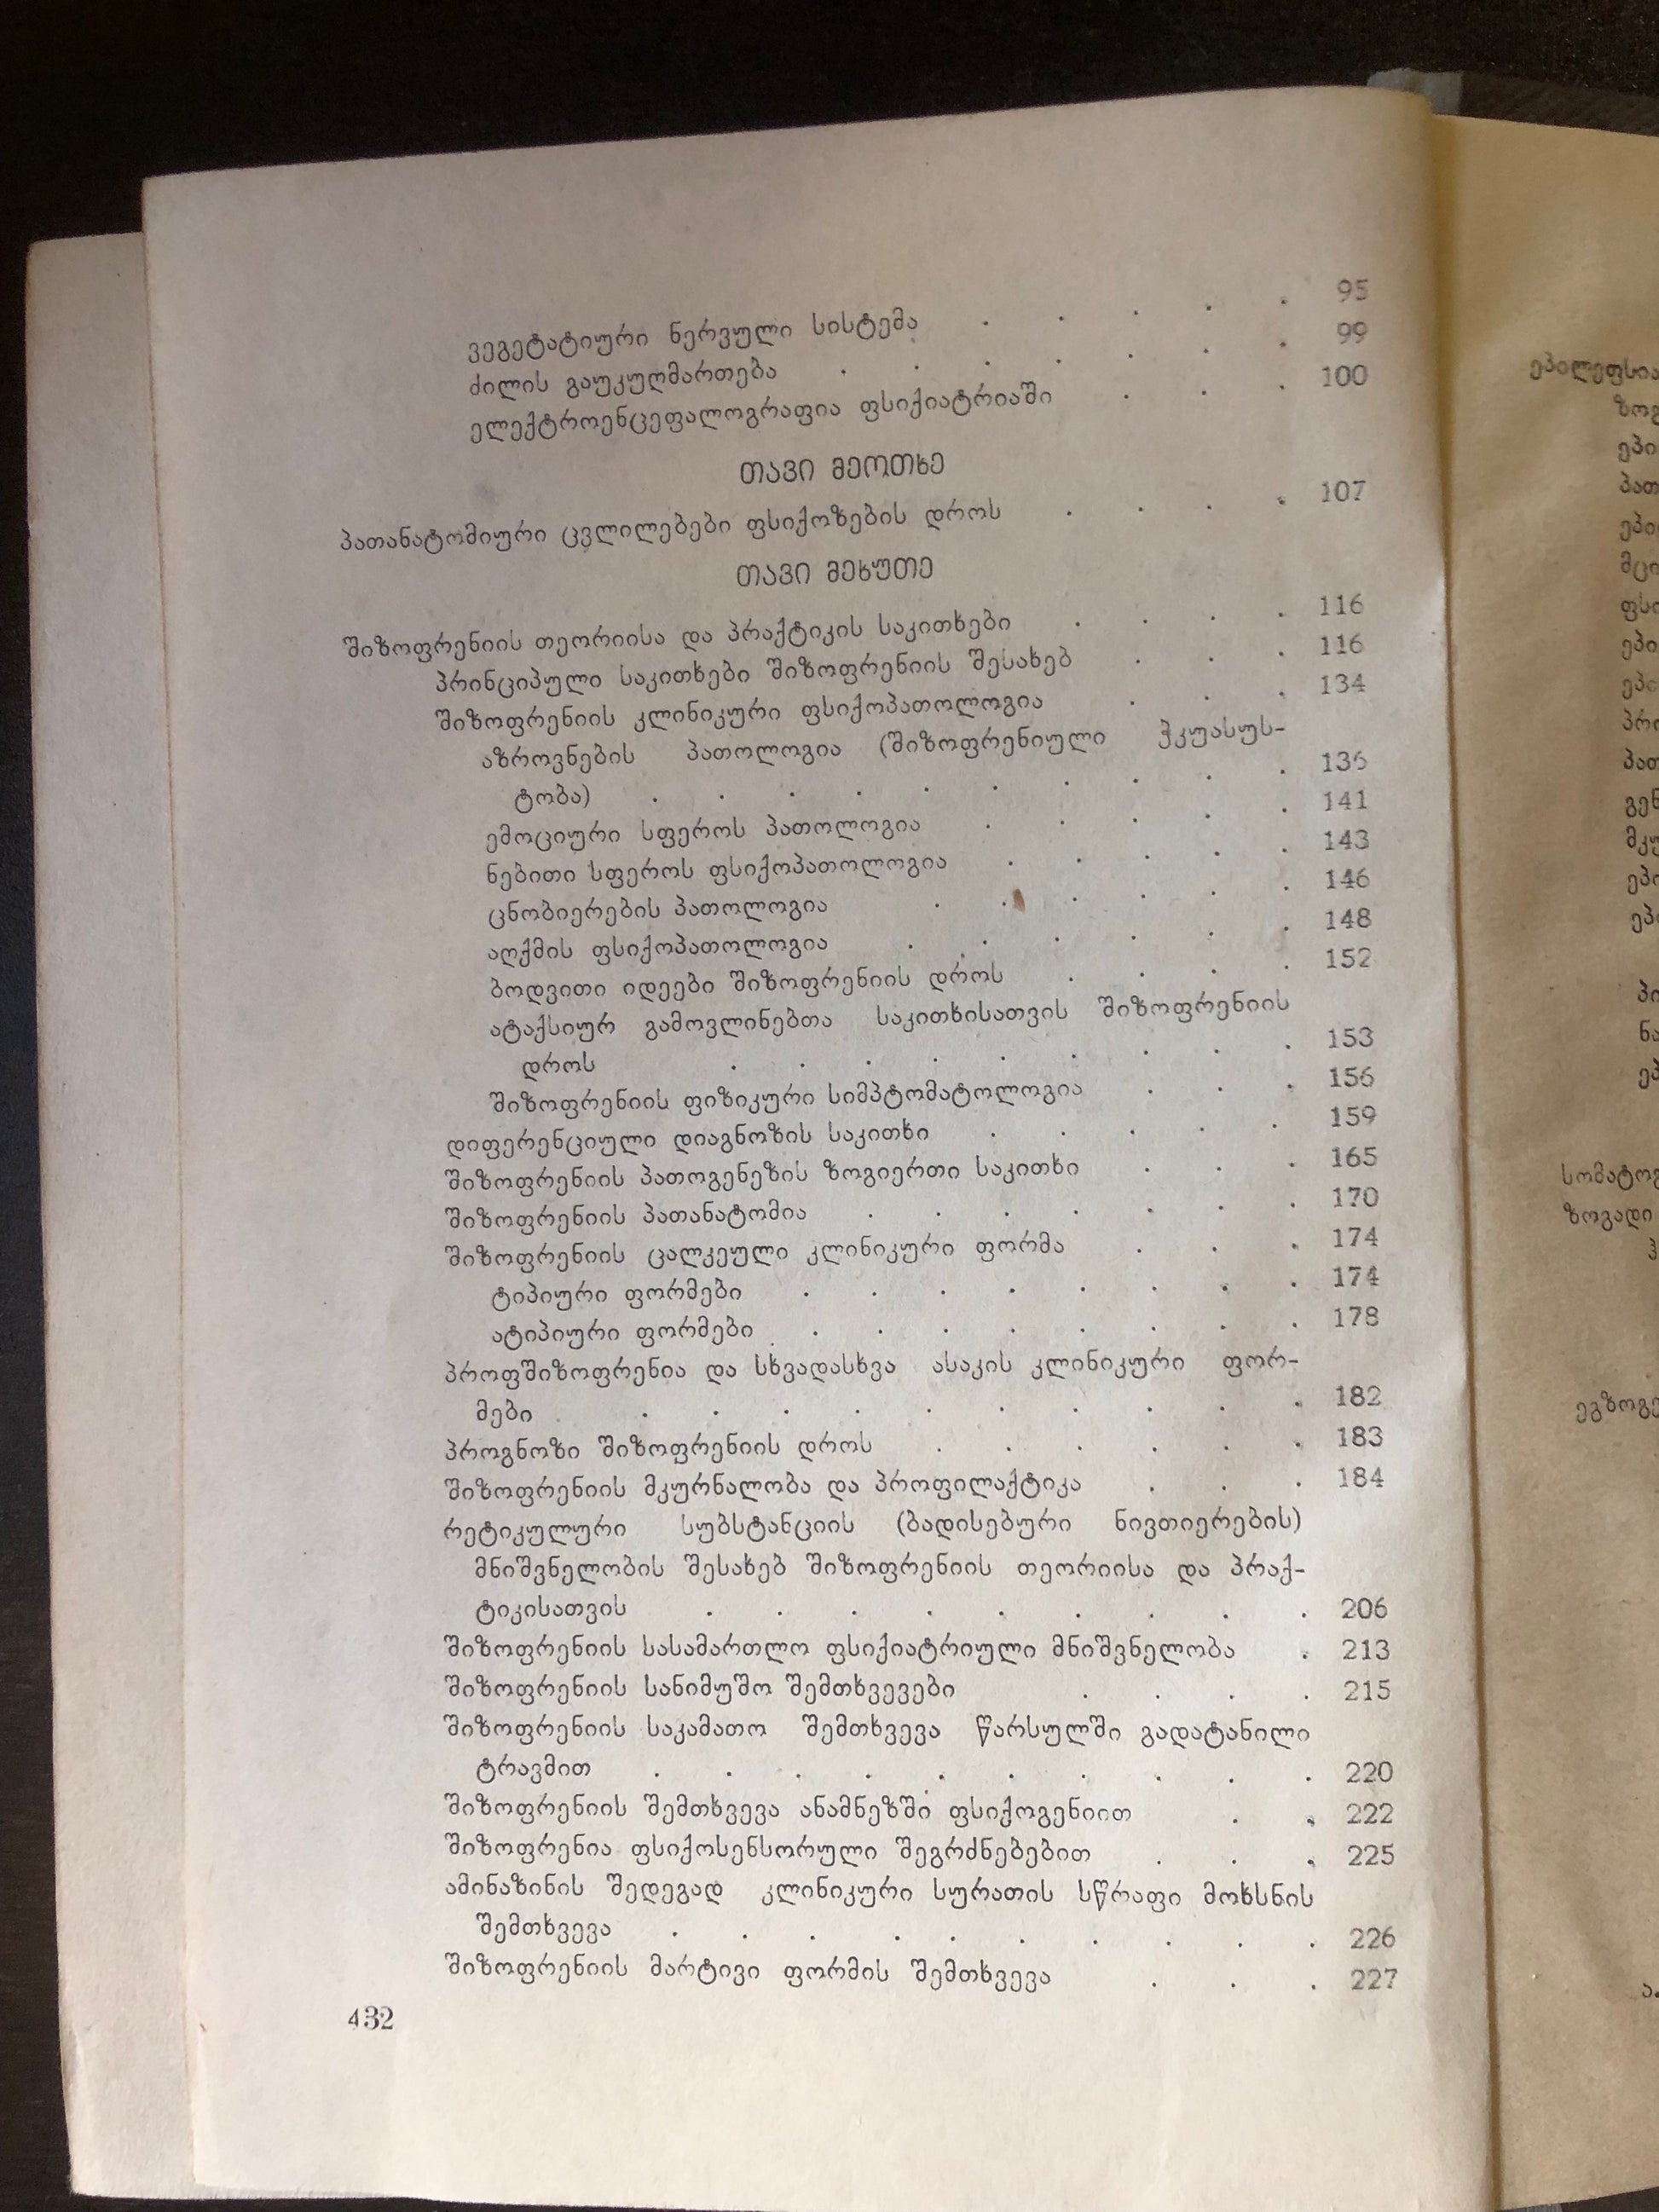 ვეგეტატიური ნერვული სისტემა . . . . . 95
ძილის გაუკუღმართება . . . . . . . 99
ელექტროენცეფალოგრაფია ფსიქიატრიაში . . . 100
თავი მეოთხე
პათანატომიური ცვლილებები ფსიქოზების დროს . . . . 107
თავი მეხუთე
შიზოფრენიის თეორიისა და პრაქტიკის საკითხები . . . . 116
პრინციპული საკითხები შიზოფრენიის შესახებ . . . 116
შიზოფრენიის კლინიკური ფსიქოპათოლოგია . . . 134
აზროვნების პათოლოგია (შიზოფრენიული ჭკუასუს-
ტობა) . . . . . . . . . . 136
ემოციური სფეროს პათოლოგია . . . . . 141
ნებითი სფეროს ფსიქოპათოლოგია . . . . . 143
ცნობიერების პათოლოგია . . . . . . 146
აღქმის ფსიქოპათოლოგია . . . . . . 148
ბოდვითი იდეები შიზოფრენიის დროს . . . . 152
ატაქსიურ გამოვლინებთა საკითხისათვის შიზოფრენიის
დროს . . . . . . . . . 153
შიზოფრენიის ფიზიკური სიმპტომატოლოგია . . . 156
დიფერენციული დიაგნოზის საკითხი . . . . . 159
შიზოფრენიის პათოგენეზის ზოგიერთი საკითხი . . . 165
შიზოფრენიის პათანატომია . . . . . . . 170
შიზოფრენიის ცალკეული კლინიკური ფორმა . . . 174
ტიპიური ფორმები . . . . . . . . 174
ატიპიური ფორმები . . . . . . . . 178
პროფშიზოფრენია და სხვადასხვა ასაკის კლინიკური ფორ-
მები . . . . . . . . . . 182
პროგნოზი შიზოფრენიის დროს . . . . . . 183
შიზოფრენიის მკურნალობა და პროფილაქტიკა . . . 184
რეტიკულური სუბსტანციის (ბადისებური ნივთიერების)
მნიშვნელობის შესახებ შიზოფრენიის თეორიისა და პრაქ-
ტიკისათვის . . . . . . . . . 206
შიზოფრენიის სასამართლო ფსიქიატრიული მნიშვნელობა . 213
შიზოფრენიის სანიმუშო შემთხვევები . . . . 215
შიზოფრენიის საკამათო შემთხვევა წარსულში გადატანილი
ტრავმით . . . . . . . . . . 220
შიზოფრენიის შემთხვევა ანამნეზში ფსიქოგენიით . . 222
შიზოფრენია ფსიქოსენსორული შეგრძნებებით . . . 225
ამინაზინის შედეგად კლინიკური სურათის სწრაფი მოხსნის
შემთხვევა . . . . . . . . . . 226
შიზოფრენიის მარტივი ფორმის შემთხვევა . . . 227
432
ეპილეფსია
სომატოგ
ზოგადი
ეგზოგე